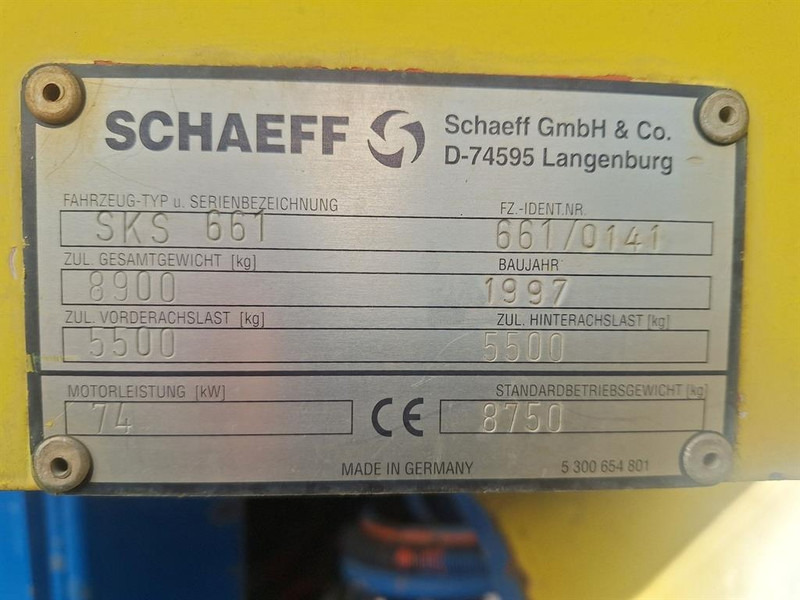 SCHAEFF Schaeff GmbH & Co.
D-74595 Langenburg
FAHRZEUG-TYP u. SERIENBEZEICHNUNG FZ.-IDENT.NR.
SKS 661 661/0141
ZUL. GESAMTGEWICHT [kg] BAUJAHR
8900 1997
ZUL. VORDERACHSLAST [kg] ZUL. HINTERACHSLAST [kg]
5500 5500
MOTORLEISTUNG [kW] STANDARDBETRIEBSGEWICHT [kg]
74 CE 8750
MADE IN GERMANY 5 300 654 801